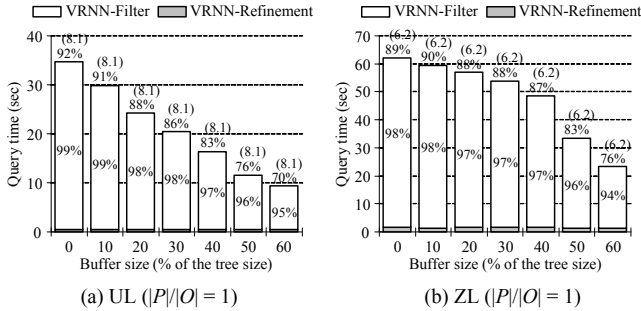 VRNN-Filter VRNN-Refinement
Query time (sec)
40
30
20
10
0
(8.1) (8.1) (8.1) (8.1) (8.1) (8.1) (8.1)
92% 91% 88% 86% 83% 76% 70%
99% 99% 98% 98% 97% 96% 95%
0 10 20 30 40 50 60
Buffer size (% of the tree size)
(a) UL (|P|/|O| = 1)
VRNN-Filter VRNN-Refinement
Query time (sec)
70
60
50
40
30
20
10
0
(6.2) (6.2) (6.2) (6.2) (6.2) (6.2) (6.2)
89% 90% 88% 88% 87% 83% 76%
98% 98% 97% 97% 97% 96% 94%
0 10 20 30 40 50 60
Buffer size (% of the tree size)
(b) ZL (|P|/|O| = 1)